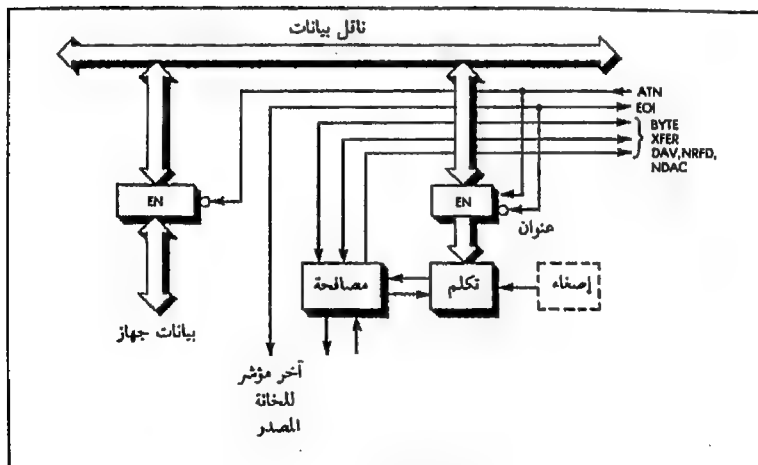 ناقل بيانات
ATN
EOI
BYTE
XFER
DAV,NRFD,
NDAC
EN
EN
عنوان
مصافحة
تكلم
إصغاء
بيانات جهاز
آخر مؤشر
للخانة
المصدر